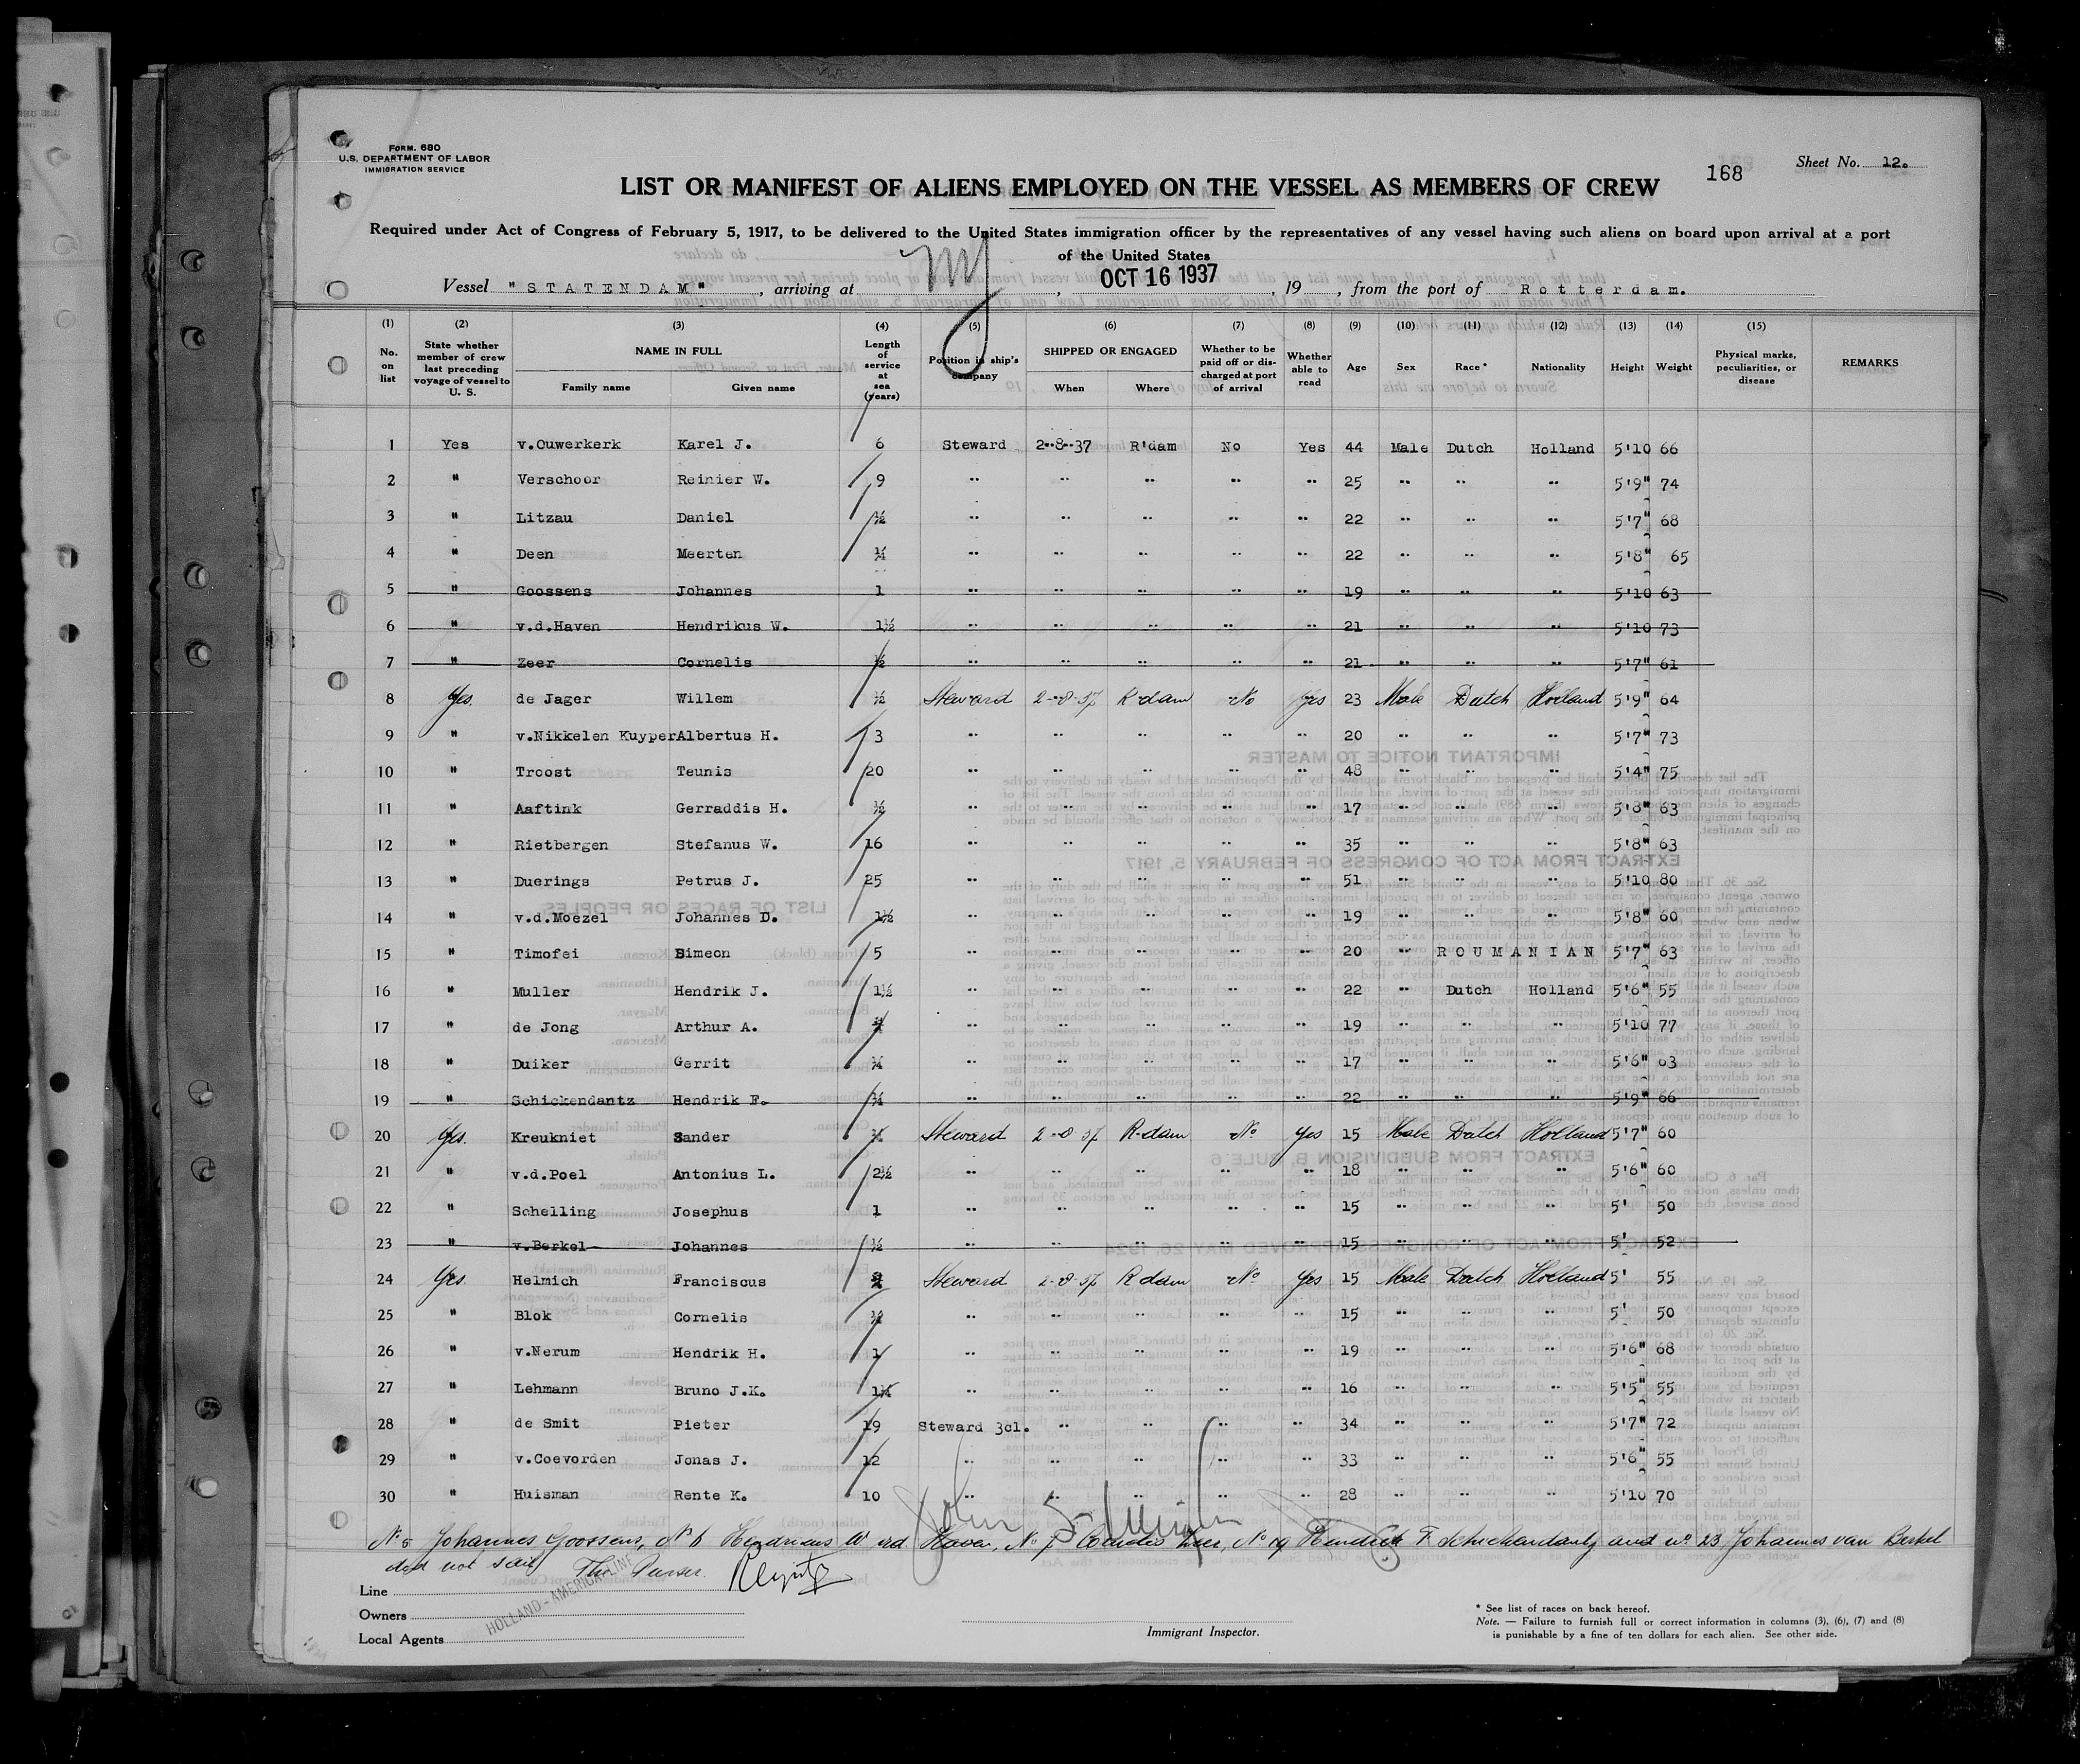 FORM. 680
U.S. DEPARTMENT OF LABOR
IMMIGRATION SERVICE
168
Sheet No. 12.
LIST OR MANIFEST OF ALIENS EMPLOYED ON THE VESSEL AS MEMBERS OF CREW
Required under Act of Congress of February 5, 1917, to be delivered to the United States immigration officer by the representatives of any vessel having such aliens on board upon arrival at a port
of the United States
Vessel "STATENDAM", arriving at NY, OCT 16 1937, 19 , from the port of Rotterdam.
(1) (2) (3) (4) (5) (6) (7) (8) (9) (10) (11) (12) (13) (14) (15)
No. on list State whether member of crew last preceding voyage of vessel to U. S. NAME IN FULL Length of service at sea (years) Position in ship's company SHIPPED OR ENGAGED Whether to be paid off or discharged at port of arrival Whether able to read Age Sex Race* Nationality Height Weight Physical marks, peculiarities, or disease REMARKS
Family name Given name When Where
1 Yes v.Ouwerkerk Karel J. 6 Steward 2-8-37 R'dam No Yes 44 Male Dutch Holland 5'10 66
2 " Verschoor Reinier W. 9 " " " " " 25 " " " 5'9" 74
3 " Litzau Daniel ½ " " " " " 22 " " " 5'7" 68
4 " Deen Meerten ¼ " " " " " 22 " " " 5'8" 65
5 " Goossens Johannes 1 " " " " " 19 " " " 5'10 63
6 " v.d.Haven Hendrikus W. 1½ " " " " " 21 " " " 5'10 73
7 " Zeer Cornelis ½ " " " " " 21 " " " 5'7" 61
8 Yes. de Jager Willem ½ Steward 2-8-37 R-dam No Yes 23 Male Dutch Holland 5'9" 64
9 " v.Nikkelen Kuyper Albertus H. 3 " " " " " 20 " " " 5'7" 73
10 " Troost Teunis 20 " " " " " 48 " " " 5'4" 75
11 " Aaftink Gerraddis H. ½ " " " " " 17 " " " 5'8" 63
12 " Rietbergen Stefanus W. 16 " " " " " 35 " " " 5'8" 63
13 " Duerings Petrus J. 25 " " " " " 51 " " " 5'10 80
14 " v.d.Moezel Johannes D. 1½ " " " " " 19 " " " 5'8" 60
15 " Timofei Simeon 5 " " " " " 20 " ROUMANIAN 5'7" 63
16 " Muller Hendrik J. 1½ " " " " " 22 " Dutch Holland 5'6" 55
17 " de Jong Arthur A. " " " " " 19 " " " 5'10 77
18 " Duiker Gerrit ¼ " " " " " 17 " " " 5'6" 63
19 " Schickendantz Hendrik F. " " " " " 22 " " " 5'9" 66
20 Yes. Kreukniet Sander Steward 2-8-37 R-dam No Yes 15 Male Dutch Holland 5'7" 60
21 " v.d.Poel Antonius L. 2½ " " " " " 18 " " " 5'6" 60
22 " Schelling Josephus 1 " " " " " 15 " " " 5' 50
23 " v.Berkel Johannes ½ " " " " " 15 " " " 5' 52
24 Yes. Helmich Franciscus Steward 2-8-37 R dam No Yes 15 Male Dutch Holland 5' 55
25 " Blok Cornelis " " " " " 15 " " " 5' 50
26 " v.Nerum Hendrik H. 1 " " " " " 19 " " " 5'6" 68
27 " Lehmann Bruno J.K. " " " " " 16 " " " 5'5" 55
28 " de Smit Pieter 19 Steward 3cl. " " " " 34 " " " 5'7" 72
29 " v.Coevorden Jonas J. 12 " " " " " 33 " " " 5'6" 55
30 " Huisman Rente K. 10 " " " " " 28 " " " 5'10 70
No 5 Johannes Goossens, No 6 Hendrikus W vd Haven, No 7 Cornelis Zeer, No 19 Hendrik F Schickendantz and no 23 Johannes van Berkel
did not sail The Purser.
Line
Owners
Local Agents
HOLLAND-AMERICA LINE
Immigrant Inspector.
* See list of races on back hereof.
Note. — Failure to furnish full or correct information in columns (3), (6), (7) and (8)
is punishable by a fine of ten dollars for each alien. See other side.